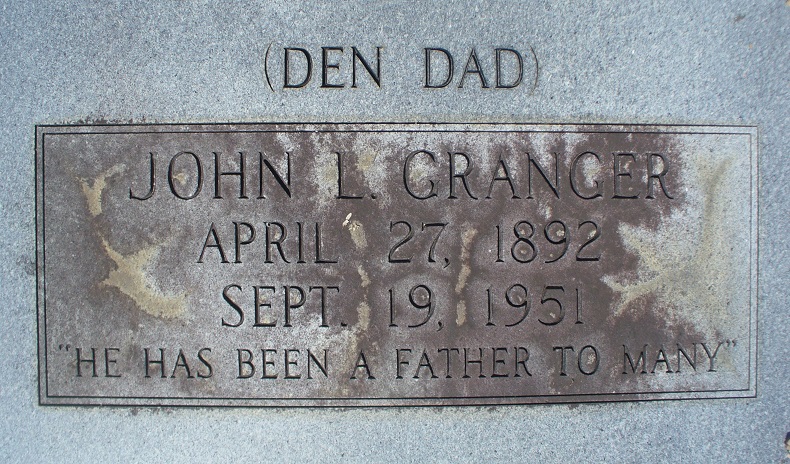 (DEN DAD)
JOHN L. GRANGER
APRIL 27, 1892
SEPT. 19, 1951
"HE HAS BEEN A FATHER TO MANY"